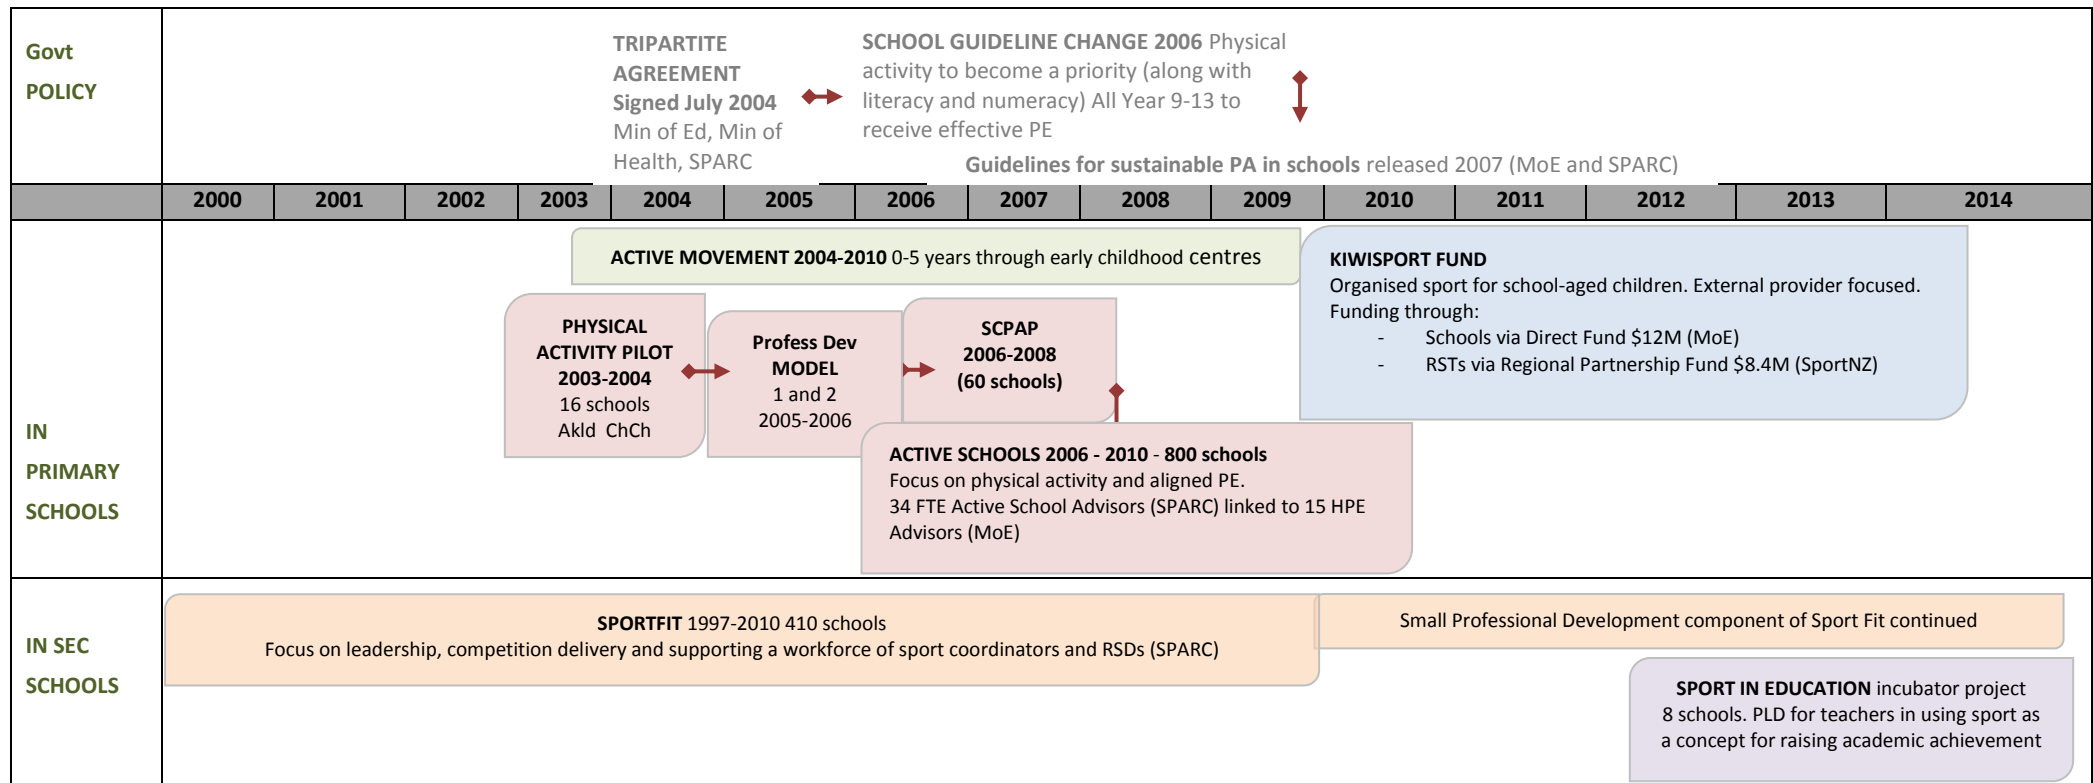 Govt
POLICY
TRIPARTITE
AGREEMENT
Signed July 2004
Min of Ed, Min of
Health, SPARC
SCHOOL GUIDELINE CHANGE 2006 Physical
activity to become a priority (along with
literacy and numeracy) All Year 9-13 to
receive effective PE
Guidelines for sustainable PA in schools released 2007 (MoE and SPARC)
2000 2001 2002 2003 2004 2005 2006 2007 2008 2009 2010 2011 2012 2013 2014
IN
PRIMARY
SCHOOLS
ACTIVE MOVEMENT 2004-2010 0-5 years through early childhood centres
KIWISPORT FUND
Organised sport for school-aged children. External provider focused.
Funding through:
- Schools via Direct Fund $12M (MoE)
- RSTs via Regional Partnership Fund $8.4M (SportNZ)
PHYSICAL
ACTIVITY PILOT
2003-2004
16 schools
Akld ChCh
Profess Dev
MODEL
1 and 2
2005-2006
SCPAP
2006-2008
(60 schools)
ACTIVE SCHOOLS 2006 - 2010 - 800 schools
Focus on physical activity and aligned PE.
34 FTE Active School Advisors (SPARC) linked to 15 HPE
Advisors (MoE)
IN SEC
SCHOOLS
SPORTFIT 1997-2010 410 schools
Focus on leadership, competition delivery and supporting a workforce of sport coordinators and RSDs (SPARC)
Small Professional Development component of Sport Fit continued
SPORT IN EDUCATION incubator project
8 schools. PLD for teachers in using sport as
a concept for raising academic achievement